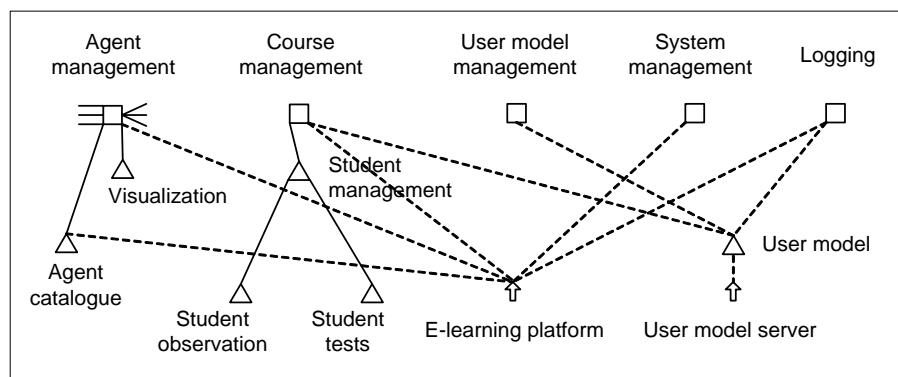 Agent
management
Course
management
User model
management
System
management
Logging
Visualization
Student
management
Agent
catalogue
User model
Student
observation
Student
tests
E-learning platform
User model server